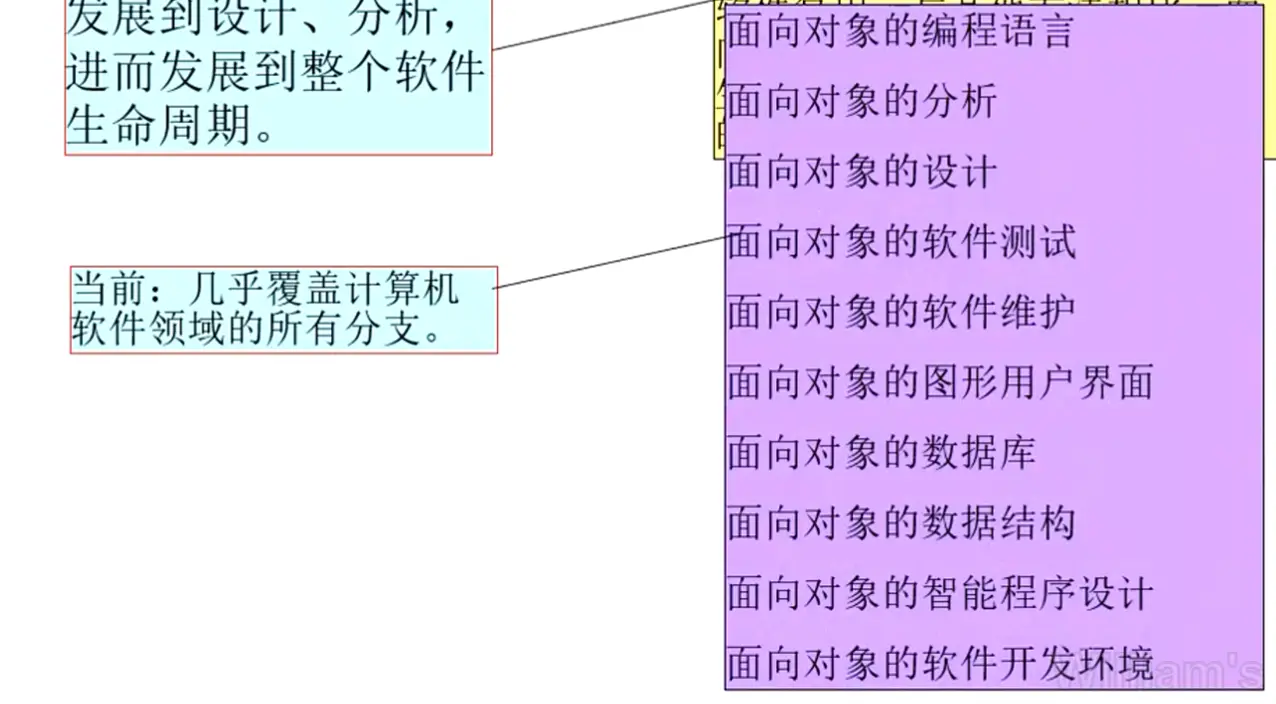 发展到设计、分析，
进而发展到整个软件
生命周期。
当前：几乎覆盖计算机
软件领域的所有分支。
面向对象的编程语言
面向对象的分析
面向对象的设计
面向对象的软件测试
面向对象的软件维护
面向对象的图形用户界面
面向对象的数据库
面向对象的数据结构
面向对象的智能程序设计
面向对象的软件开发环境